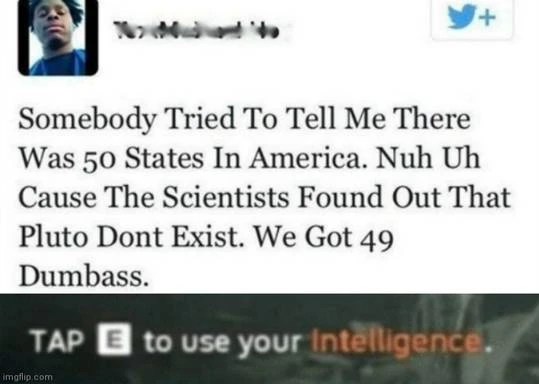 Somebody Tried To Tell Me There
Was 50 States In America. Nuh Uh
Cause The Scientists Found Out That
Pluto Dont Exist. We Got 49
Dumbass.
TAP E to use your Intelligence.
imgflip.com